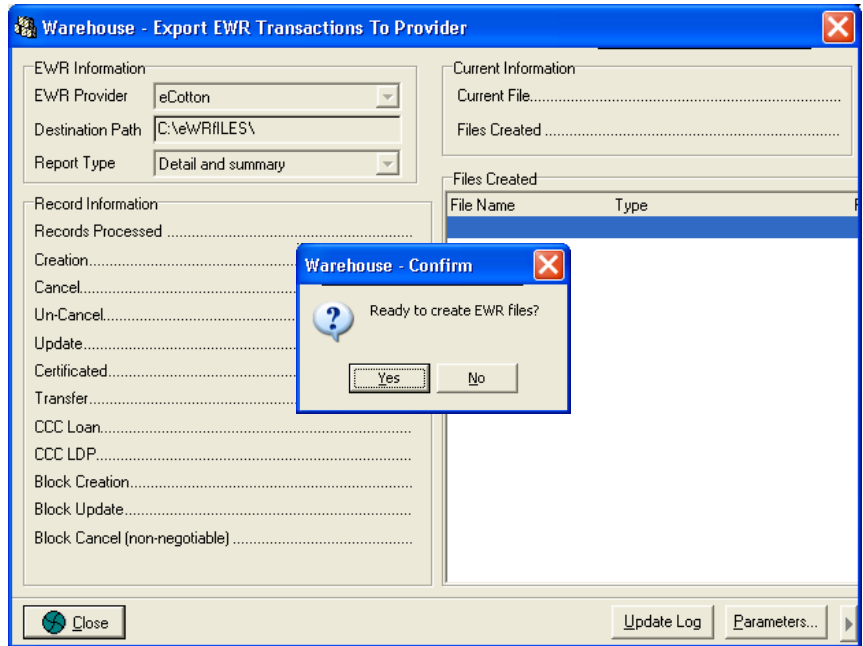 Warehouse - Export EWR Transactions To Provider
EWR Information
EWR Provider eCotton
Destination Path C:\eWRfILES\
Report Type Detail and summary
Current Information
Current File
Files Created
Files Created
File Name Type
Record Information
Records Processed
Creation
Cancel
Un-Cancel
Update
Certificated
Transfer
CCC Loan
CCC LDP
Block Creation
Block Update
Block Cancel (non-negotiable)
Warehouse - Confirm
Ready to create EWR files?
Yes No
Close Update Log Parameters...